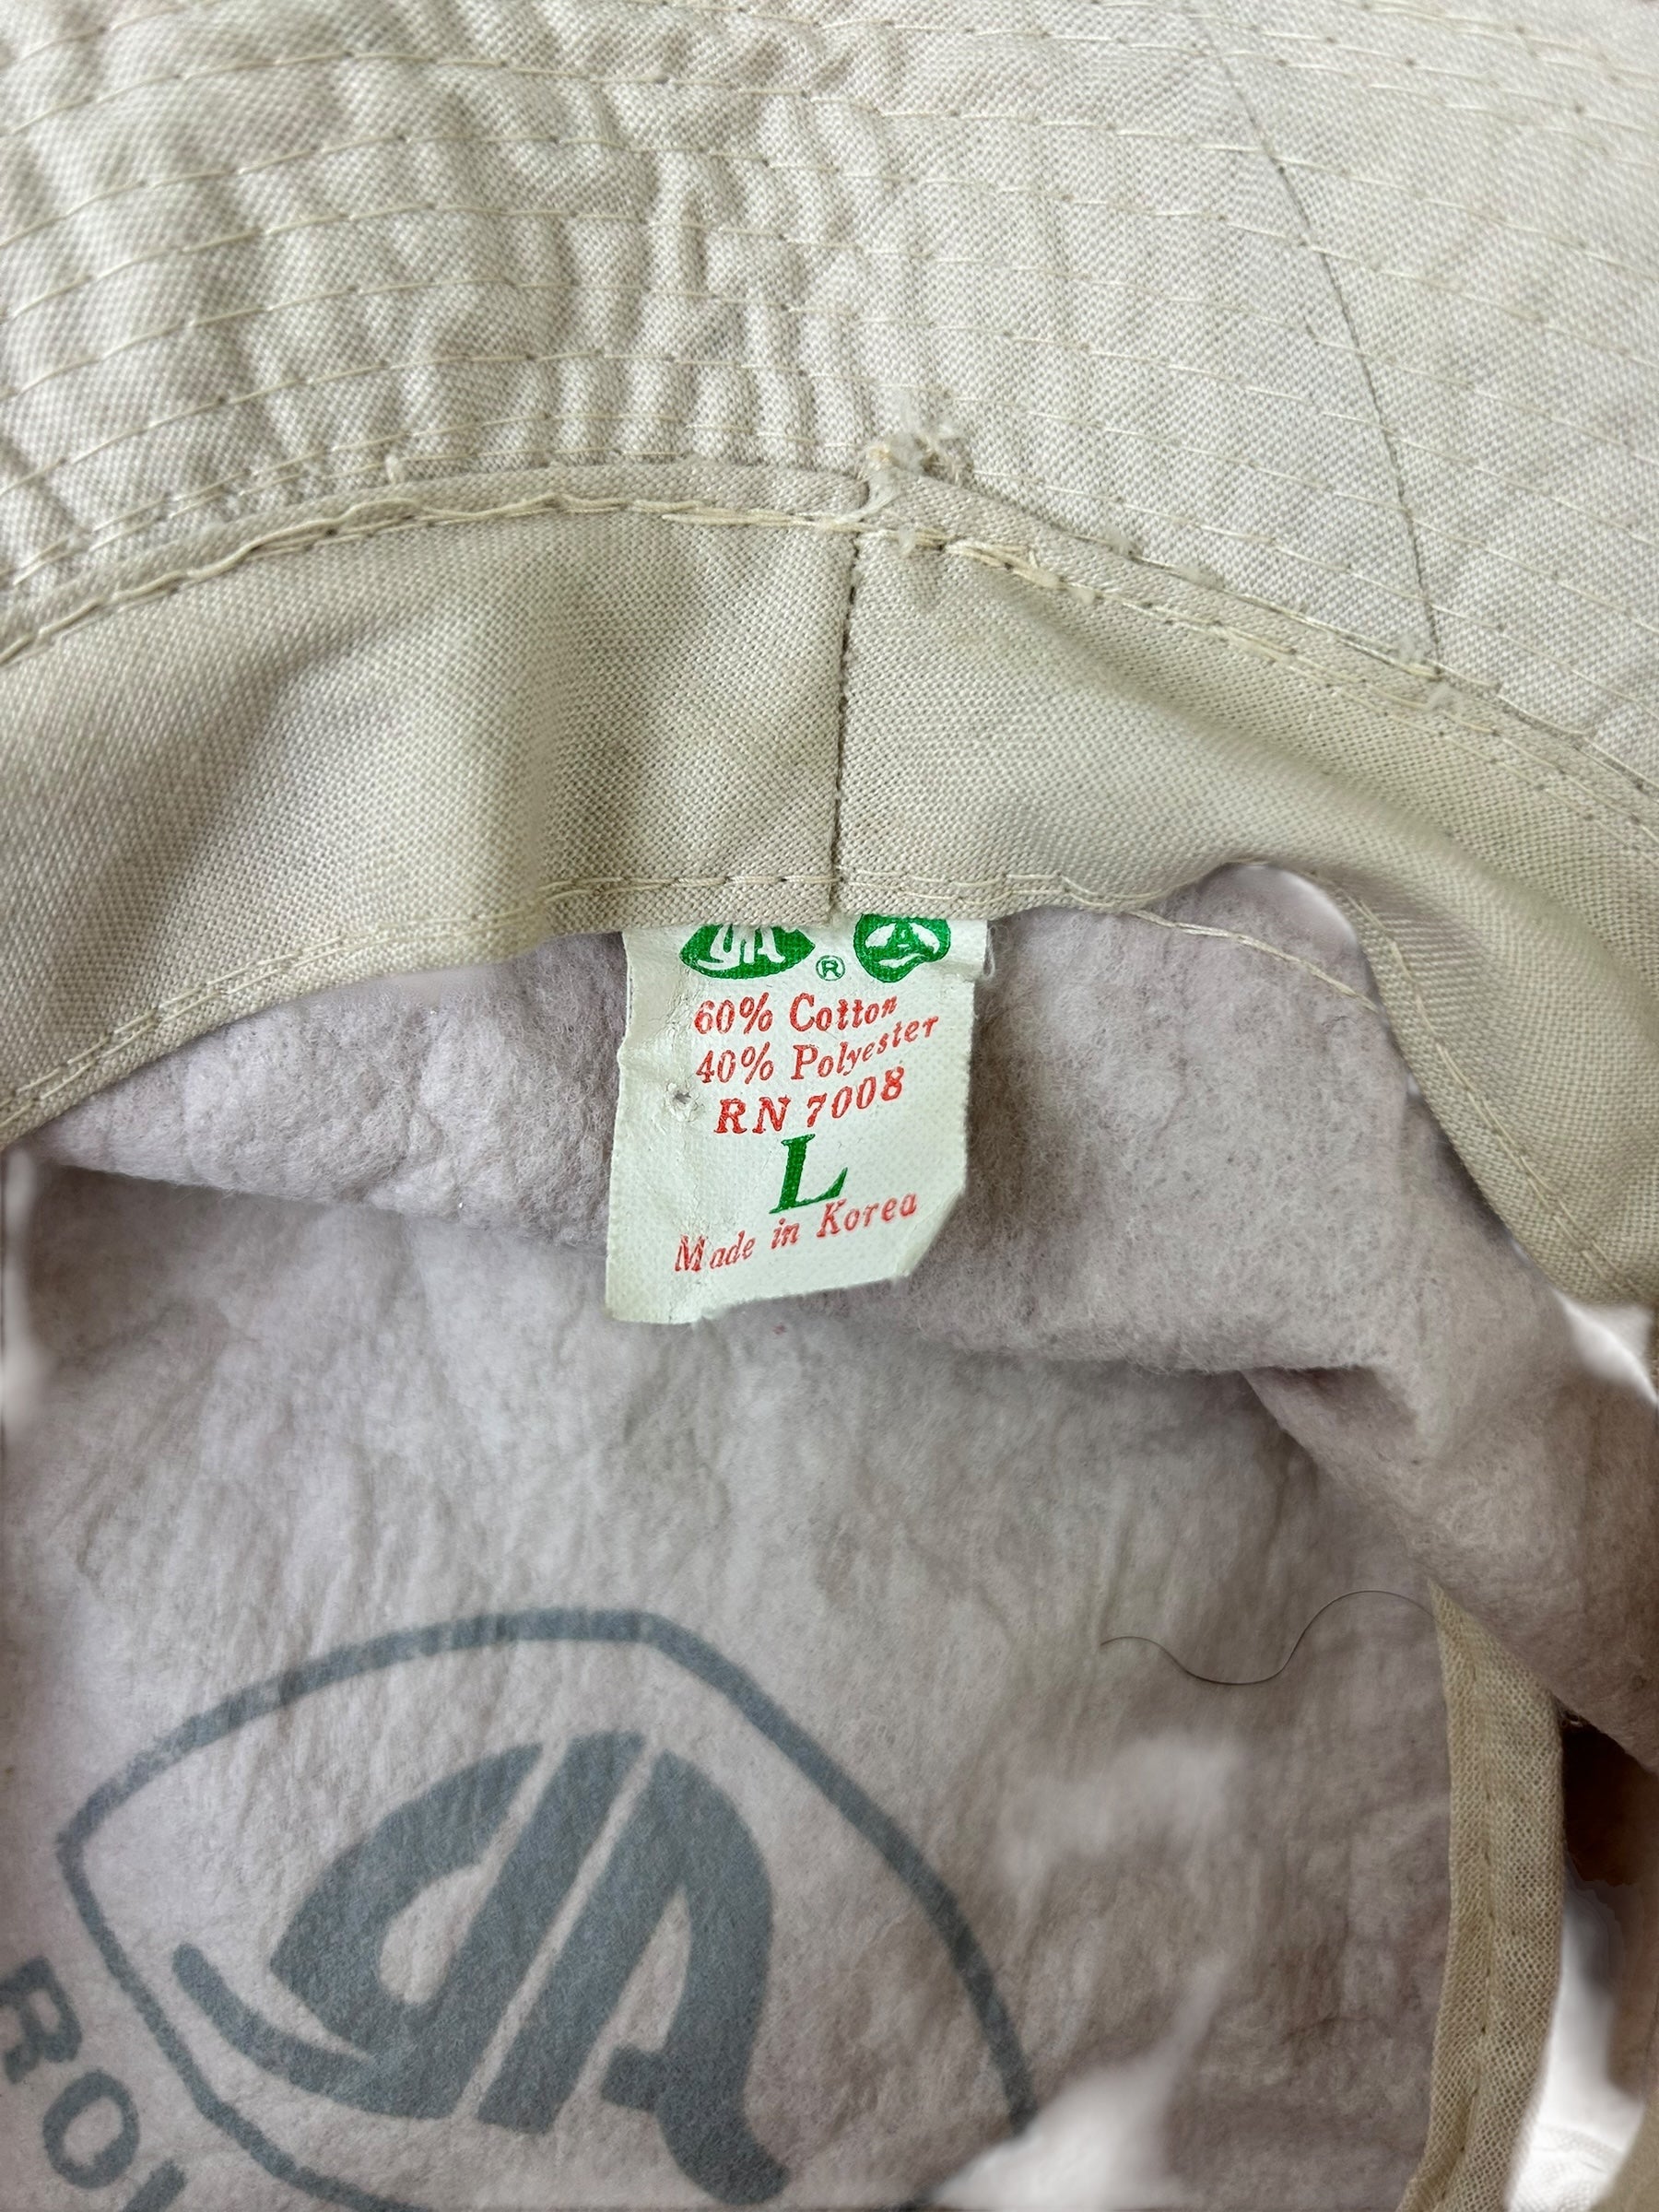 ®
60% Cotton
40% Polyester
RN 7008
L
Made in Korea